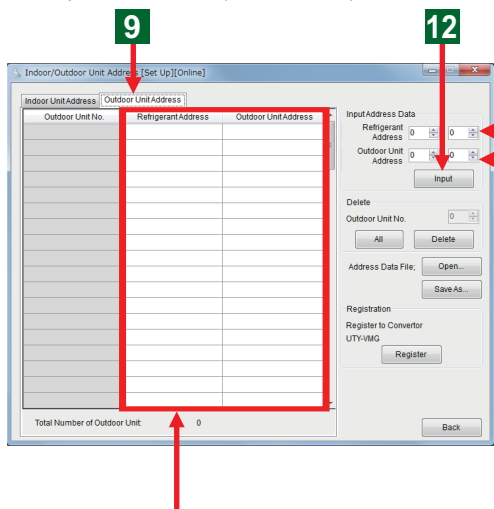 9
12
Indoor/Outdoor Unit Address [Set Up][Online]
Indoor Unit Address
Outdoor Unit Address
Outdoor Unit No.
Refrigerant Address
Outdoor Unit Address
Input Address Data
Refrigerant
Address
0
0
Outdoor Unit
Address
0
0
Input
Delete
Outdoor Unit No.
0
All
Delete
Address Data File;
Open...
Save As...
Registration
Register to Convertor
UTY-VMG
Register
Total Number of Outdoor Unit:
0
Back